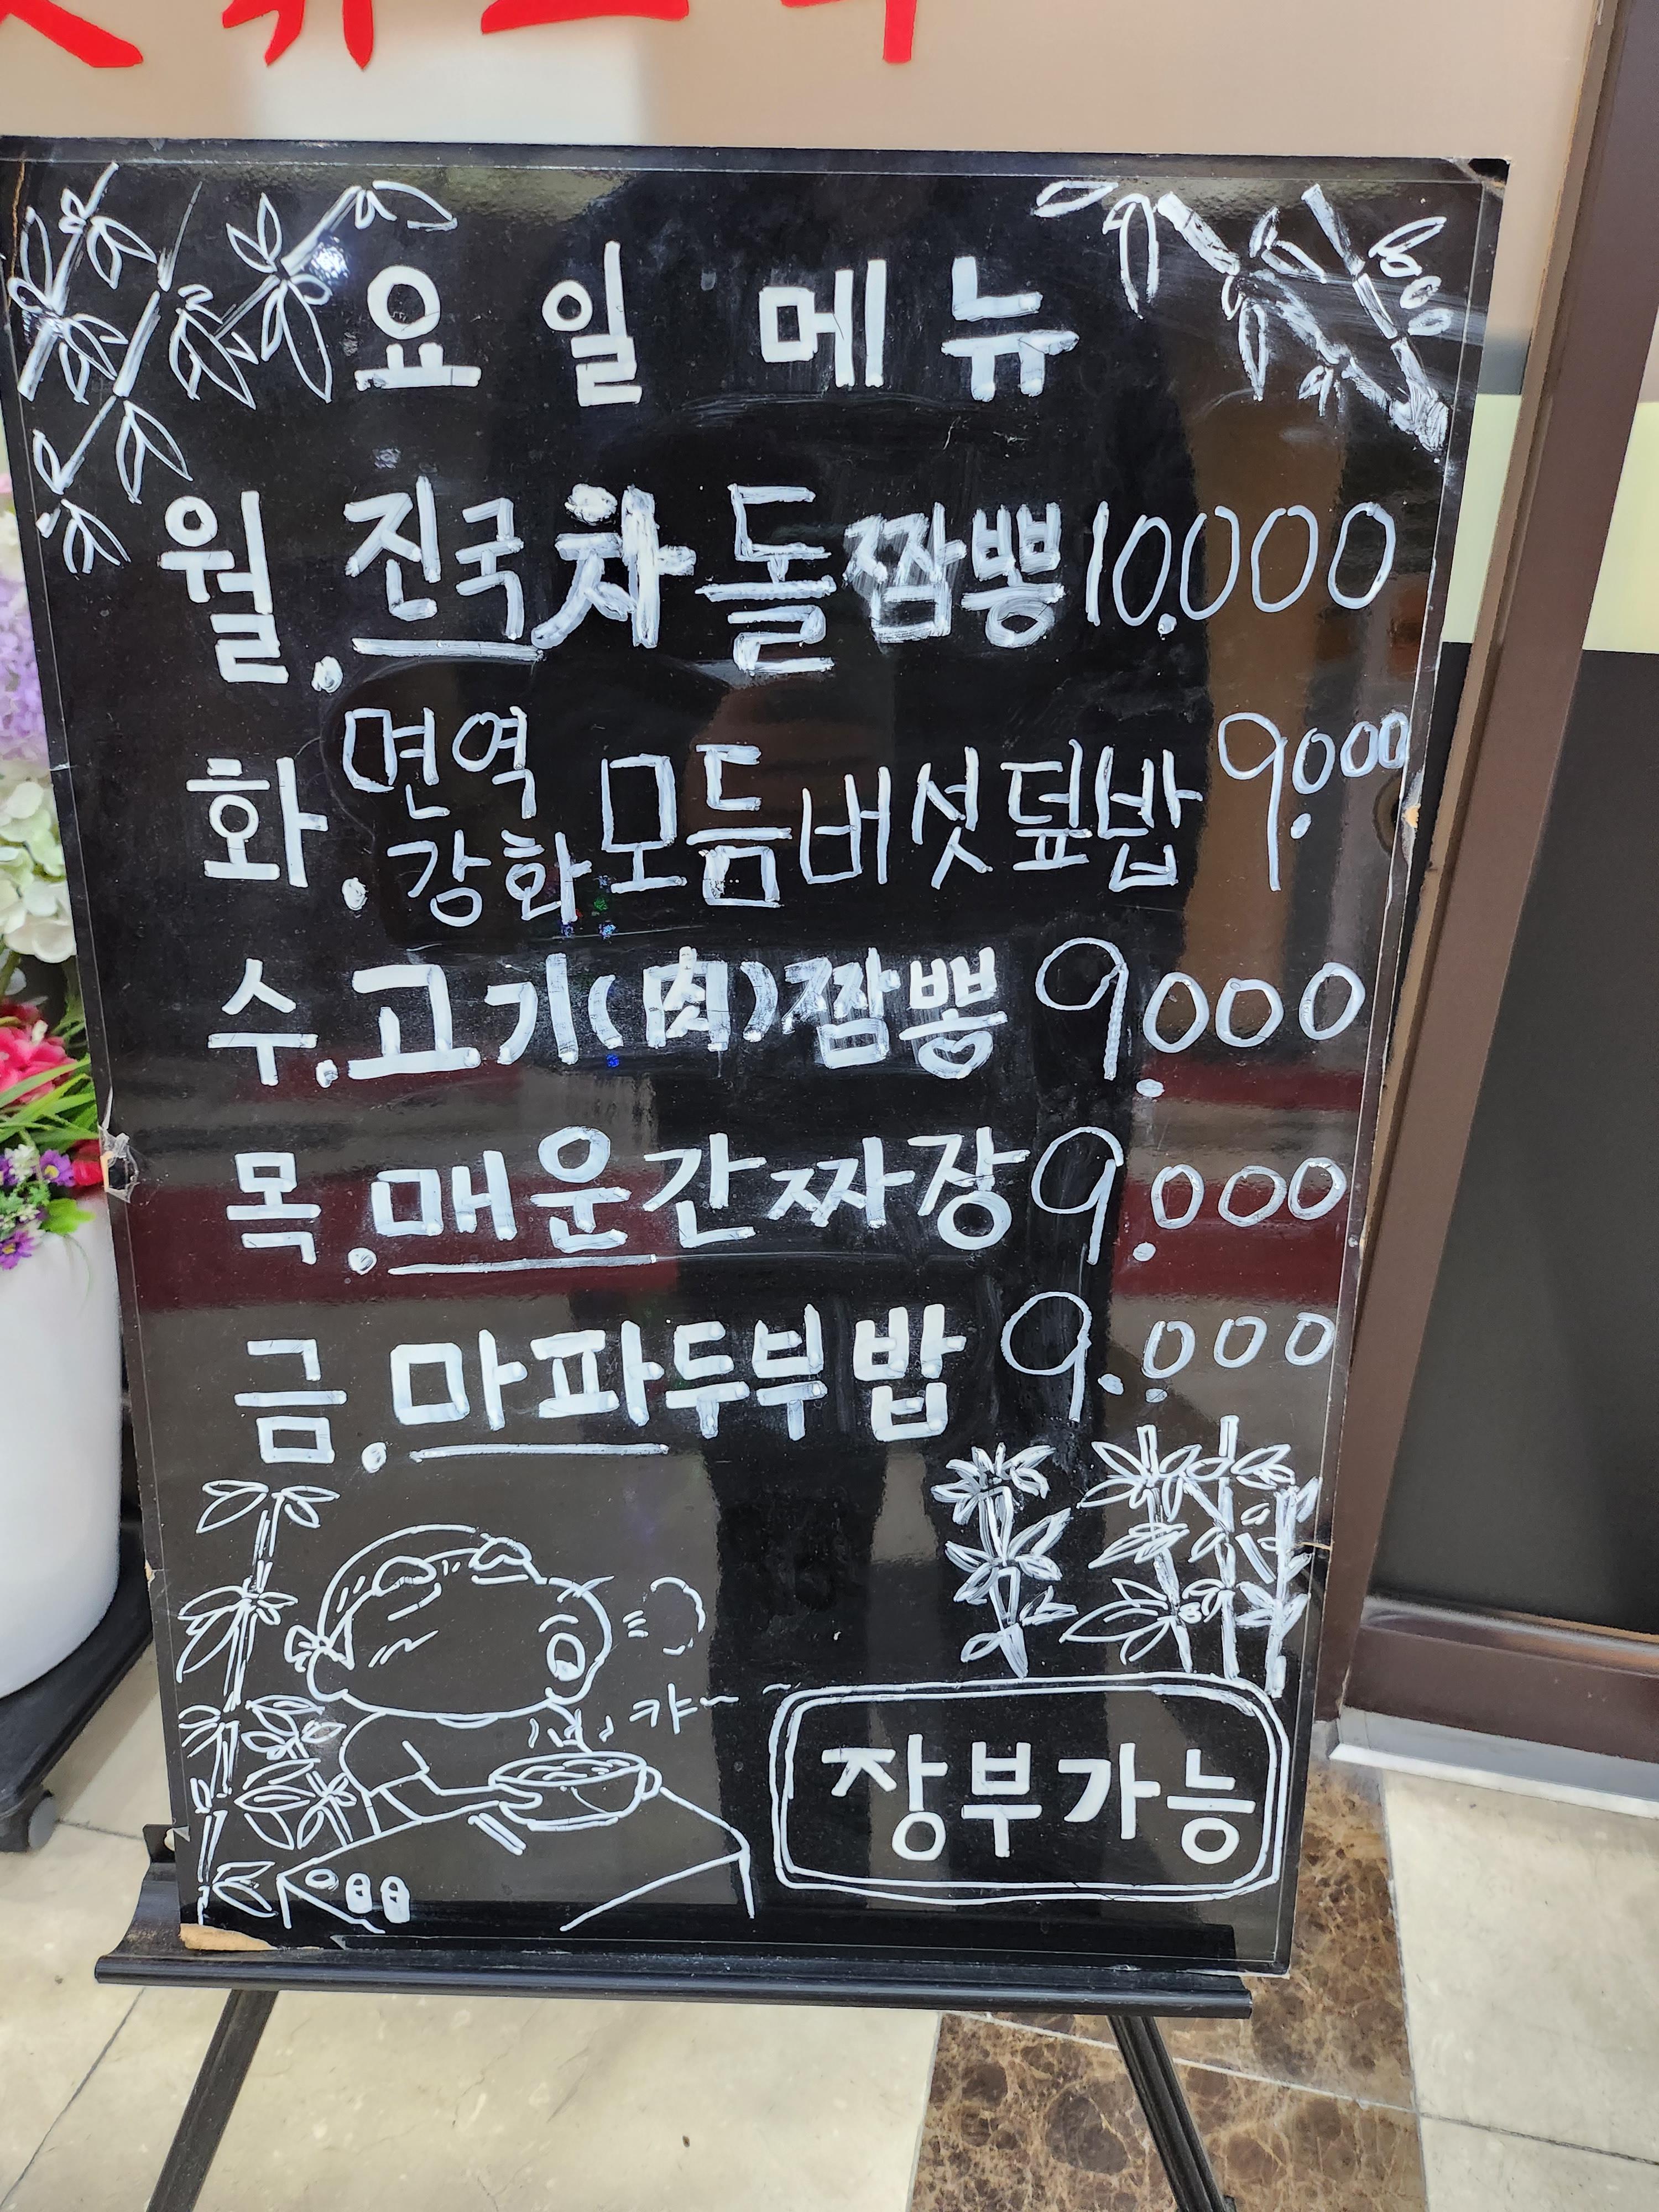 요일메뉴
월. 진국차돌짬뽕 10.000
화. 면역강화 모듬버섯덮밥 9.000
수. 고기(肉)짬뽕 9.000
목. 매운간짜장 9.000
금. 마파두부밥 9.000
캬~~
장부가능